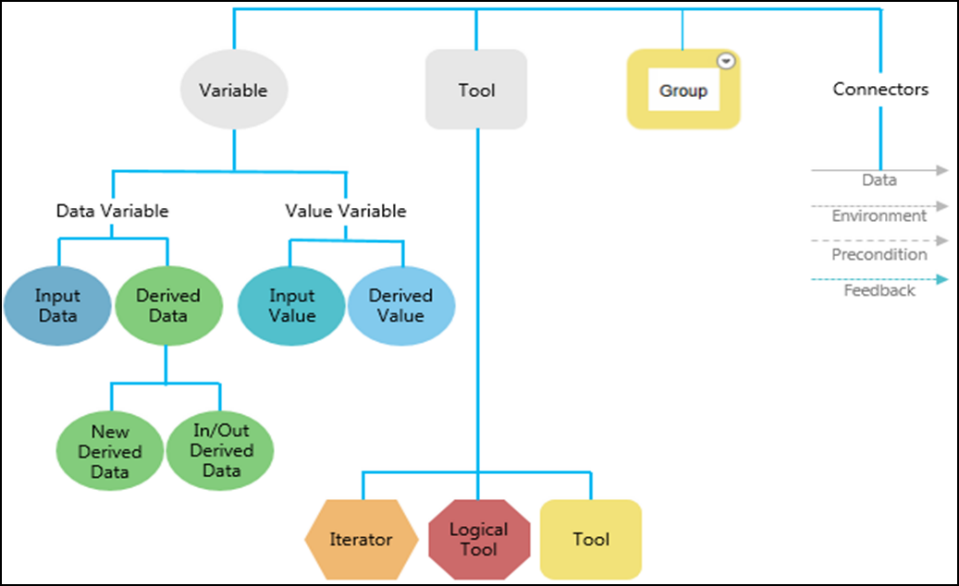 Variable
Tool
Group
Connectors
Data
Environment
Precondition
Feedback
Data Variable
Value Variable
Input
Data
Derived
Data
Input
Value
Derived
Value
New
Derived
Data
In/Out
Derived
Data
Iterator
Logical
Tool
Tool